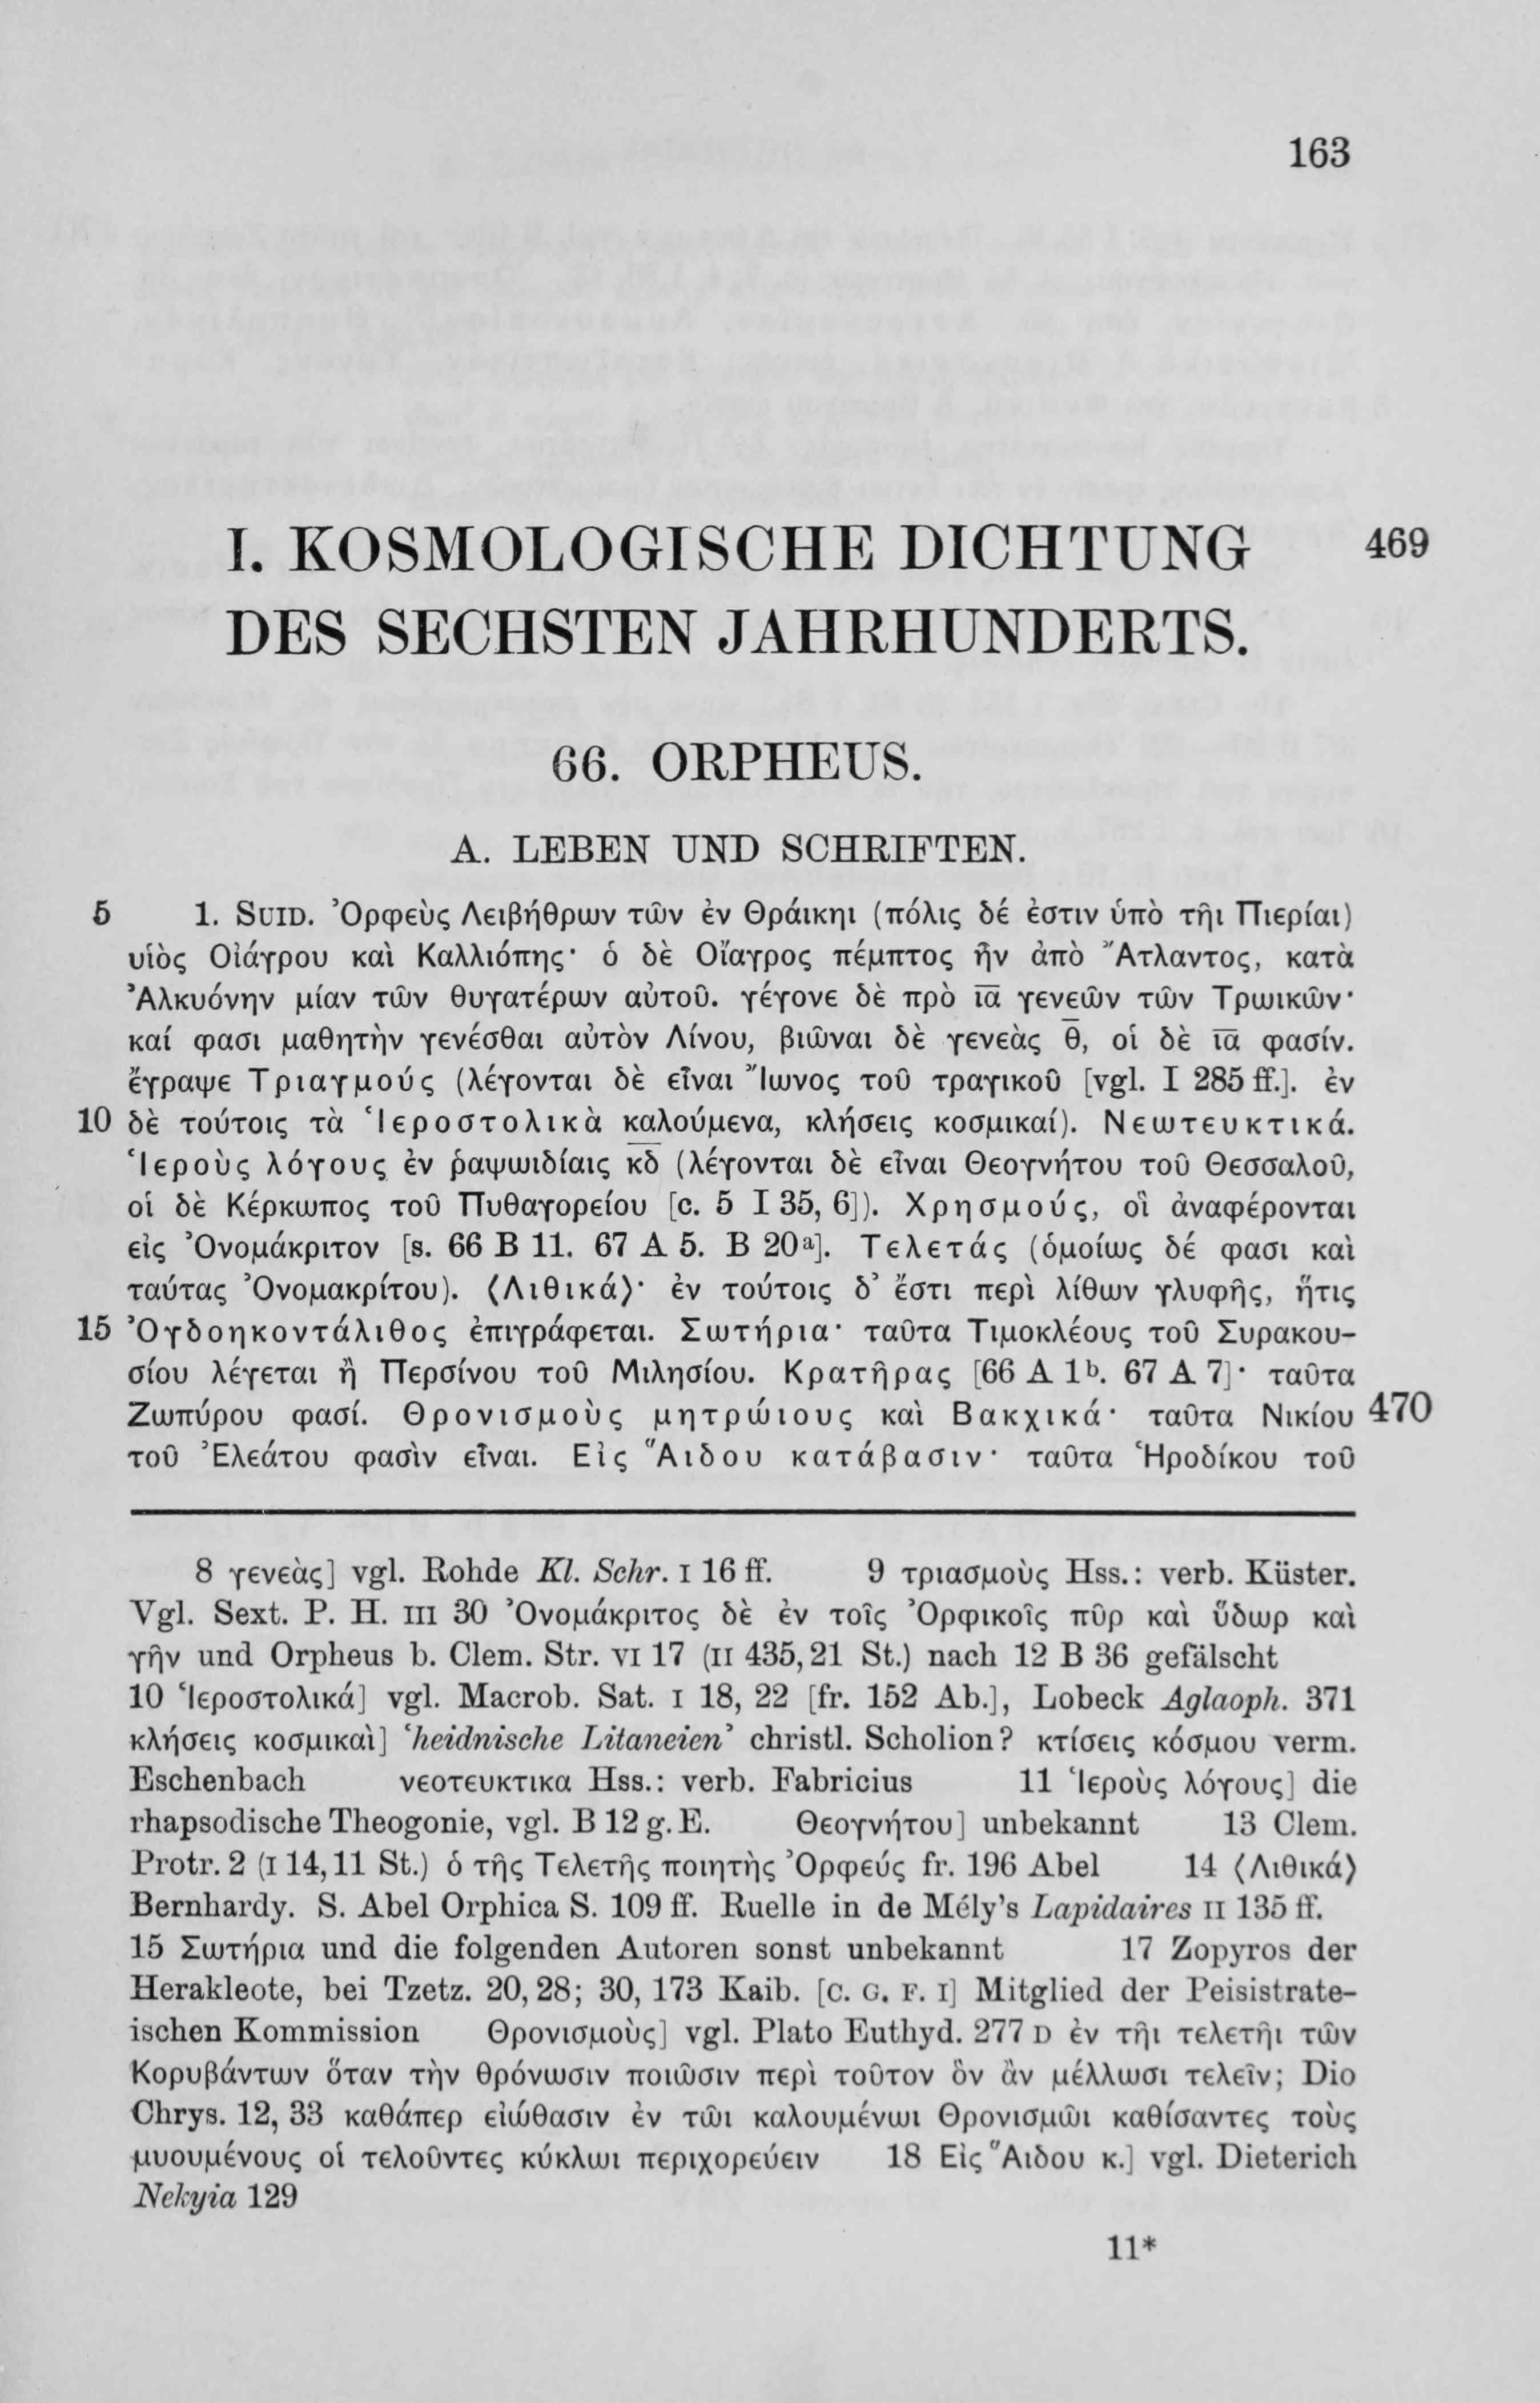 163
I. KOSMOLOGISCHE DICHTUNG 469
DES SECHSTEN JAHRHUNDERTS.
66. ORPHEUS.
A. LEBEN UND SCHRIFTEN.
5 1. SUID. Ὀρφεὺς Λειβήθρων τῶν ἐν Θράικηι (πόλις δέ ἐστιν ὑπὸ τῆι Πιερίαι)
υἱὸς Οἰάγρου καὶ Καλλιόπης· ὁ δὲ Οἴαγρος πέμπτος ἦν ἀπὸ Ἄτλαντος, κατὰ
Ἀλκυόνην μίαν τῶν θυγατέρων αὐτοῦ. γέγονε δὲ πρὸ ι̅α̅ γενεῶν τῶν Τρωικῶν·
καί φασι μαθητὴν γενέσθαι αὐτὸν Λίνου, βιῶναι δὲ γενεὰς θ̅, οἱ δὲ ι̅α̅ φασίν.
ἔγραψε Τριαγμούς (λέγονται δὲ εἶναι Ἴωνος τοῦ τραγικοῦ [vgl. I 285 ff.]. ἐν
10 δὲ τούτοις τὰ Ἱεροστολικὰ καλούμενα, κλήσεις κοσμικαί). Νεωτευκτικά.
Ἱεροὺς λόγους ἐν ῥαψωιδίαις κ̅δ̅ (λέγονται δὲ εἶναι Θεογνήτου τοῦ Θεσσαλοῦ,
οἱ δὲ Κέρκωπος τοῦ Πυθαγορείου [c. 5 I 35, 6]). Χρησμούς, οἳ ἀναφέρονται
εἰς Ὀνομάκριτον [s. 66 B 11. 67 A 5. B 20ᵃ]. Τελετάς (ὁμοίως δέ φασι καὶ
ταύτας Ὀνομακρίτου). ⟨Λιθικά⟩· ἐν τούτοις δ' ἔστι περὶ λίθων γλυφῆς, ἥτις
15 Ὀγδοηκοντάλιθος ἐπιγράφεται. Σωτήρια· ταῦτα Τιμοκλέους τοῦ Συρακου-
σίου λέγεται ἢ Περσίνου τοῦ Μιλησίου. Κρατῆρας [66 A 1ᵇ. 67 A 7]· ταῦτα
Ζωπύρου φασί. Θρονισμοὺς μητρώιους καὶ Βακχικά· ταῦτα Νικίου 470
τοῦ Ἐλεάτου φασὶν εἶναι. Εἰς Ἅιδου κατάβασιν· ταῦτα Ἡροδίκου τοῦ
8 γενεὰς] vgl. Rohde Kl. Schr. I 16 ff. 9 τριασμοὺς Hss.: verb. Küster.
Vgl. Sext. P. H. III 30 Ὀνομάκριτος δὲ ἐν τοῖς Ὀρφικοῖς πῦρ καὶ ὕδωρ καὶ
γῆν und Orpheus b. Clem. Str. VI 17 (II 435, 21 St.) nach 12 B 36 gefälscht
10 Ἱεροστολικά] vgl. Macrob. Sat. I 18, 22 [fr. 152 Ab.], Lobeck Aglaoph. 371
κλήσεις κοσμικαὶ] 'heidnische Litaneien' christl. Scholion? κτίσεις κόσμου verm.
Eschenbach νεοτευκτικα Hss.: verb. Fabricius 11 Ἱεροὺς λόγους] die
rhapsodische Theogonie, vgl. B 12 g. E. Θεογνήτου] unbekannt 13 Clem.
Protr. 2 (I 14, 11 St.) ὁ τῆς Τελετῆς ποιητὴς Ὀρφεύς fr. 196 Abel 14 ⟨Λιθικά⟩
Bernhardy. S. Abel Orphica S. 109 ff. Ruelle in de Mély's Lapidaires II 135 ff.
15 Σωτήρια und die folgenden Autoren sonst unbekannt 17 Zopyros der
Herakleote, bei Tzetz. 20, 28; 30, 173 Kaib. [C. G. F. I] Mitglied der Peisistrate-
ischen Kommission Θρονισμοὺς] vgl. Plato Euthyd. 277 D ἐν τῆι τελετῆι τῶν
Κορυβάντων ὅταν τὴν θρόνωσιν ποιῶσιν περὶ τοῦτον ὃν ἂν μέλλωσι τελεῖν; Dio
Chrys. 12, 33 καθάπερ εἰώθασιν ἐν τῶι καλουμένωι Θρονισμῶι καθίσαντες τοὺς
μυουμένους οἱ τελοῦντες κύκλωι περιχορεύειν 18 Εἰς Ἅιδου κ.] vgl. Dieterich
Nekyia 129
11*